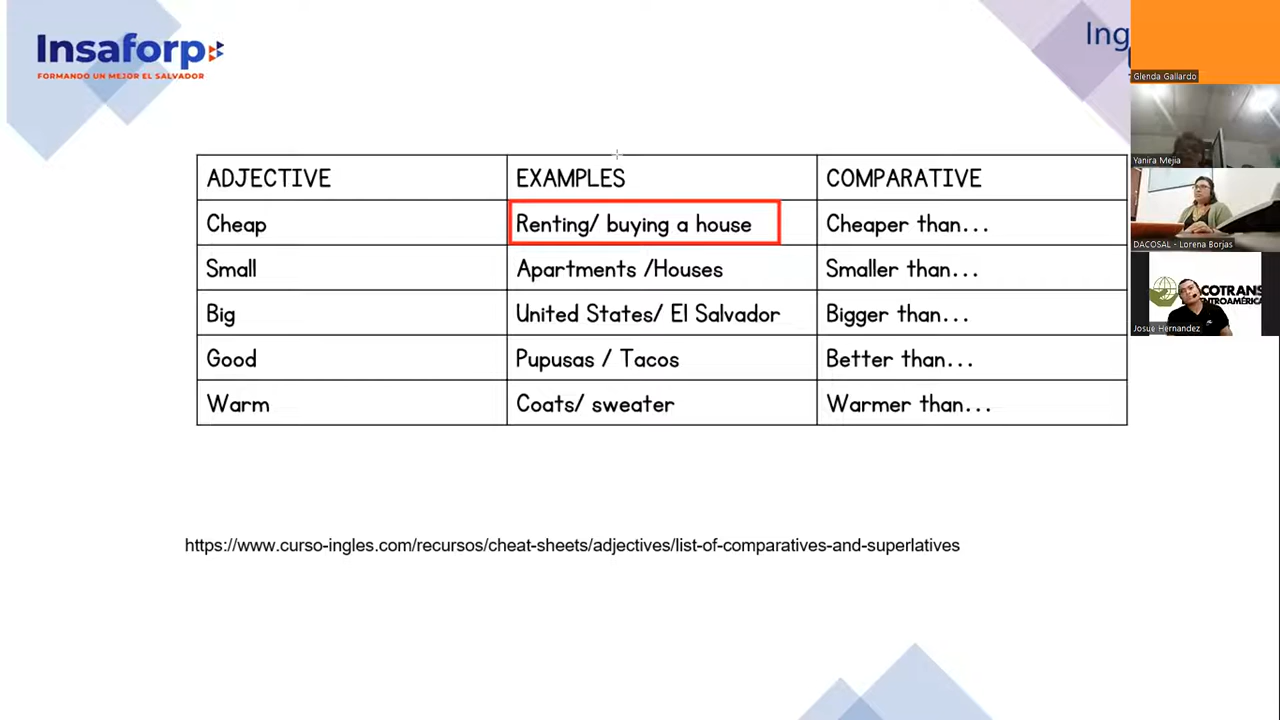 Insaforp
FORMANDO UN MEJOR EL SALVADOR
Ing
Glenda Gallardo
Yanira Mejia
DACOSAL - Lorena Borjas
COTRANS
ENTROAMÉRICA
Josue Hernandez
ADJECTIVE EXAMPLES COMPARATIVE
Cheap Renting/ buying a house Cheaper than...
Small Apartments /Houses Smaller than...
Big United States/ El Salvador Bigger than...
Good Pupusas / Tacos Better than...
Warm Coats/ sweater Warmer than...
https://www.curso-ingles.com/recursos/cheat-sheets/adjectives/list-of-comparatives-and-superlatives